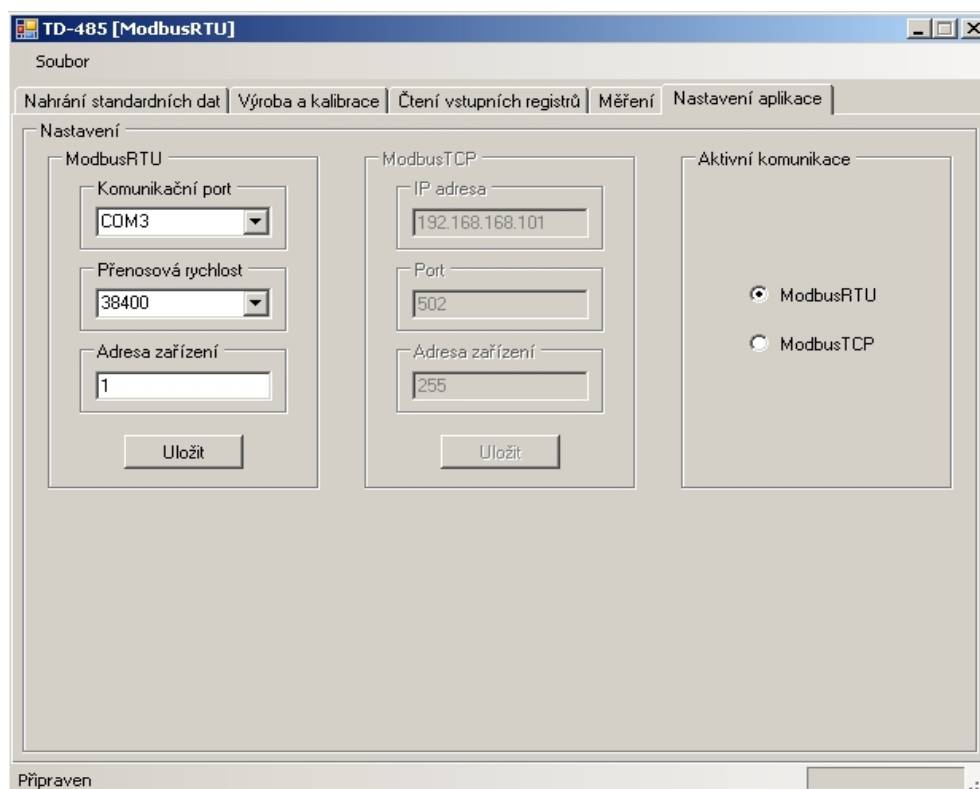 TD-485 [ModbusRTU]
Soubor
Nahrání standardních dat Výroba a kalibrace Čtení vstupních registrů Měření Nastavení aplikace
Nastavení
ModbusRTU
Komunikační port
COM3
Přenosová rychlost
38400
Adresa zařízení
1
Uložit
ModbusTCP
IP adresa
192.168.168.101
Port
502
Adresa zařízení
255
Uložit
Aktivní komunikace
ModbusRTU
ModbusTCP
Připraven